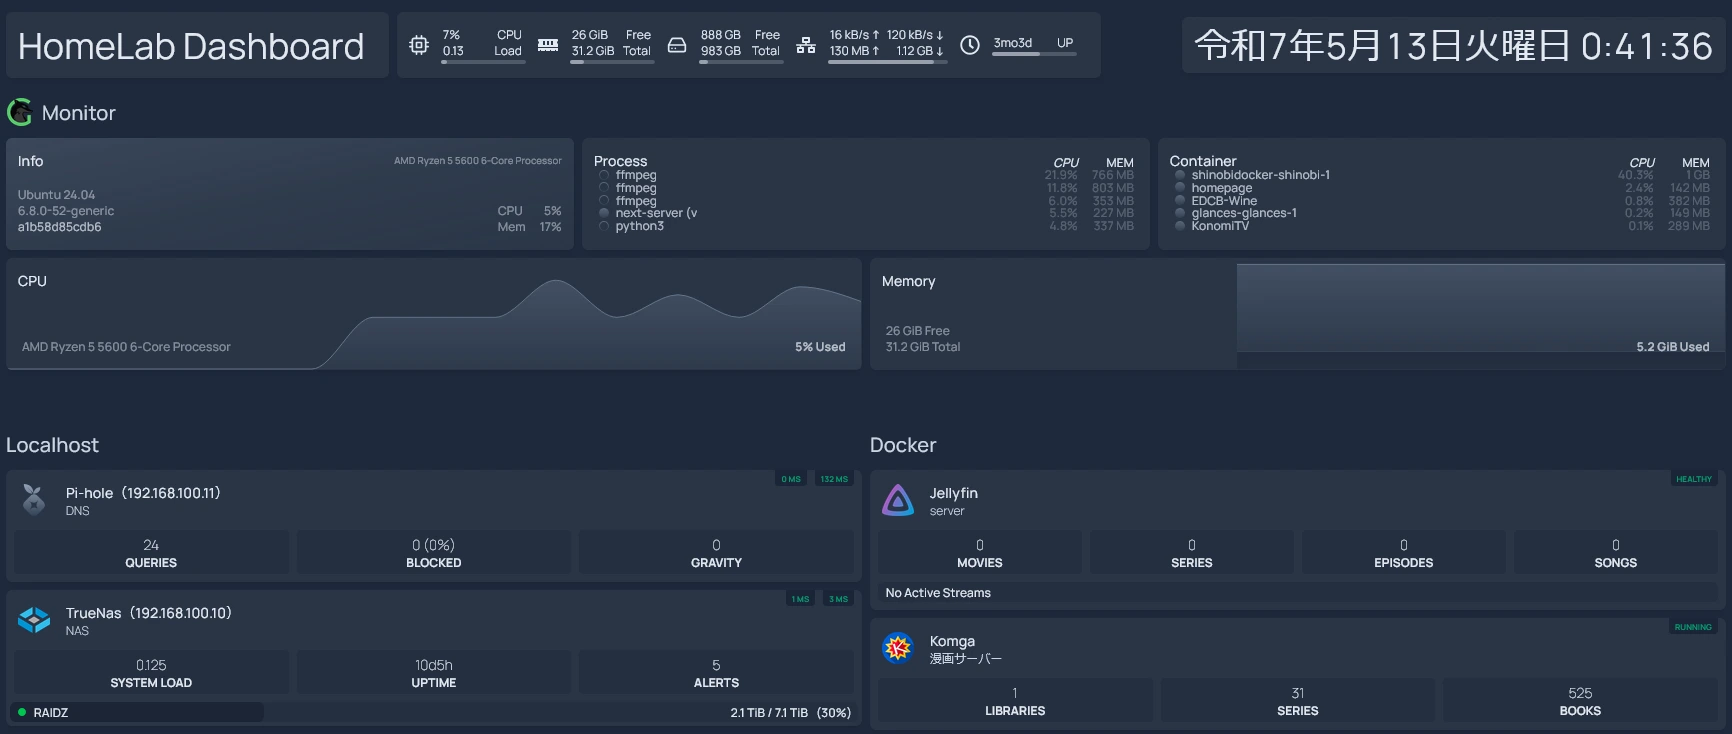 HomeLab Dashboard
7% CPU
0.13 Load
26 GiB Free
31.2 GiB Total
888 GB Free
983 GB Total
16 kB/s ↑ 120 kB/s ↓
130 MB ↑ 1.12 GB ↓
3mo3d UP
令和7年5月13日火曜日 0:41:36
Monitor
Info AMD Ryzen 5 5600 6-Core Processor
Ubuntu 24.04
6.8.0-52-generic CPU 5%
a1b58d85cdb6 Mem 17%
Process CPU MEM
ffmpeg 21.9% 766 MB
ffmpeg 11.8% 803 MB
ffmpeg 6.0% 353 MB
next-server (v 5.5% 227 MB
python3 4.8% 337 MB
Container CPU MEM
shinobidocker-shinobi-1 40.3% 1 GB
homepage 2.4% 142 MB
EDCB-Wine 0.8% 382 MB
glances-glances-1 0.2% 149 MB
KonomiTV 0.1% 289 MB
CPU
AMD Ryzen 5 5600 6-Core Processor 5% Used
Memory
26 GiB Free
31.2 GiB Total 5.2 GiB Used
Localhost
0 MS 132 MS
Pi-hole（192.168.100.11）
DNS
24 0 (0%) 0
QUERIES BLOCKED GRAVITY
1 MS 3 MS
TrueNas（192.168.100.10）
NAS
0.125 10d5h 5
SYSTEM LOAD UPTIME ALERTS
RAIDZ 2.1 TiB / 7.1 TiB (30%)
Docker
HEALTHY
Jellyfin
server
0 0 0 0
MOVIES SERIES EPISODES SONGS
No Active Streams
RUNNING
K
Komga
漫画サーバー
1 31 525
LIBRARIES SERIES BOOKS